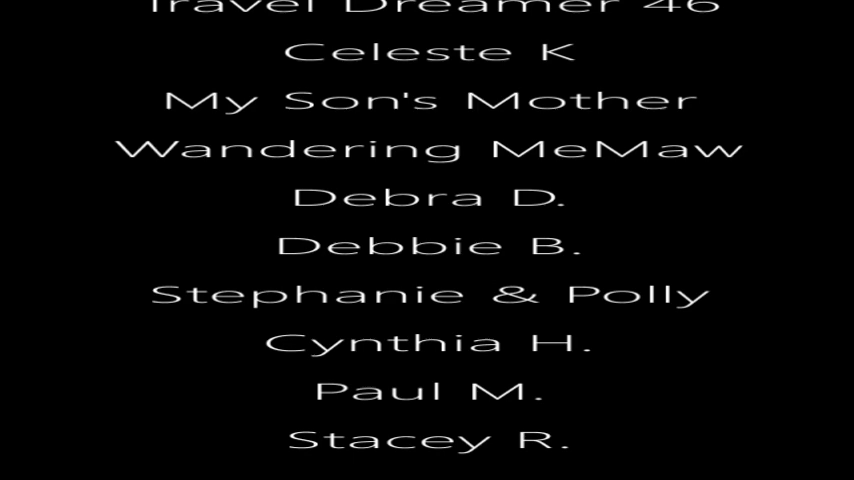 Travel Dreamer 46
Celeste K
My Son's Mother
Wandering MeMaw
Debra D.
Debbie B.
Stephanie & Polly
Cynthia H.
Paul M.
Stacey R.